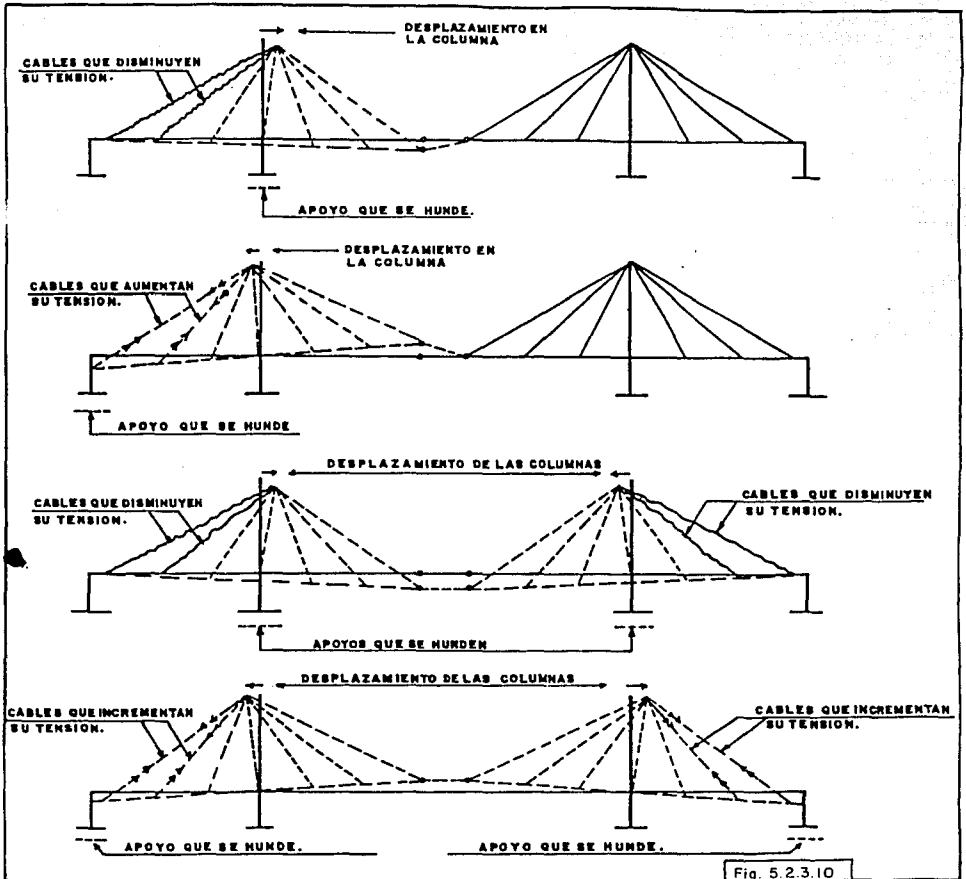 DESPLAZAMIENTO EN
LA COLUMNA
CABLES QUE DISMINUYEN
SU TENSION.
APOYO QUE SE HUNDE.
DESPLAZAMIENTO EN
LA COLUMNA
CABLES QUE AUMENTAN
SU TENSION.
APOYO QUE SE HUNDE
DESPLAZAMIENTO DE LAS COLUMNAS
CABLES QUE DISMINUYEN
SU TENSION.
CABLES QUE DISMINUYEN
SU TENSION.
APOYOS QUE SE HUNDEN
DESPLAZAMIENTO DE LAS COLUMNAS
CABLES QUE INCREMENTAN
SU TENSION.
CABLES QUE INCREMENTAN
SU TENSION.
APOYO QUE SE HUNDE.
APOYO QUE SE HUNDE.
Fig. 5.2.3.10